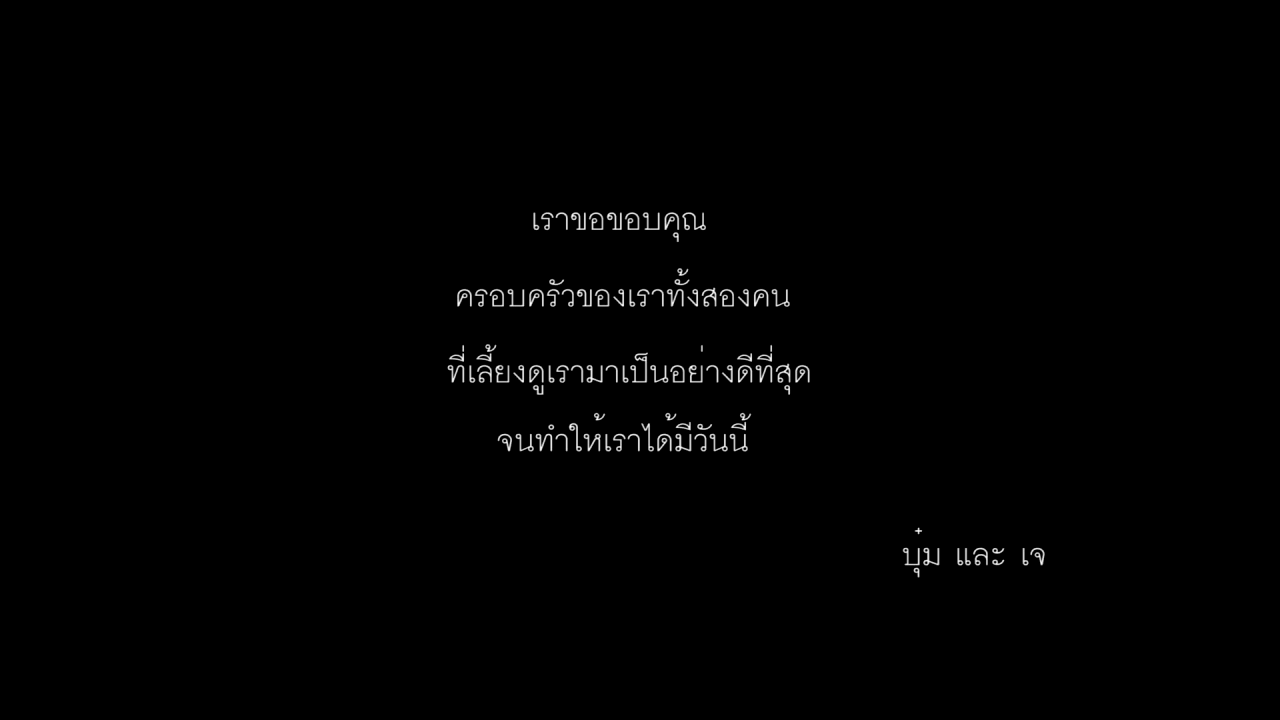 เราขอขอบคุณ
ครอบครัวของเราทั้งสองคน
ที่เลี้ยงดูเรามาเป็นอย่างดีที่สุด
จนทำให้เราได้มีวันนี้
บุ๋ม และ เจ